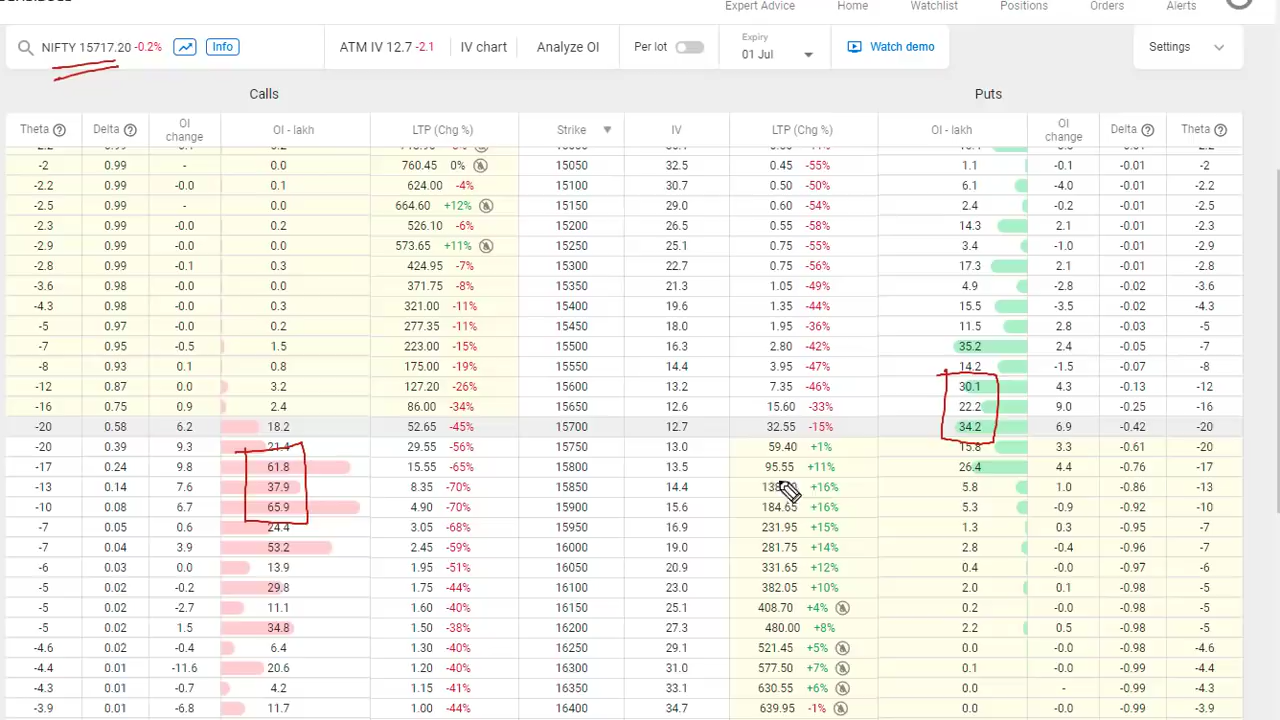 Expert Advice Home Watchlist Positions Orders Alerts
NIFTY 15717.20 -0.2% Info ATM IV 12.7 -2.1 IV chart Analyze OI Per lot Expiry 01 Jul Watch demo Settings
Calls Puts
Theta Delta OI change OI - lakh LTP (Chg %) Strike IV LTP (Chg %) OI - lakh OI change Delta Theta
-2 0.99 - 0.0 760.45 0% 15050 32.5 0.45 -55% 1.1 -0.1 -0.01 -2
-2.2 0.99 -0.0 0.1 624.00 -4% 15100 30.7 0.50 -50% 6.1 -4.0 -0.01 -2.2
-2.5 0.99 - 0.0 664.60 +12% 15150 29.0 0.60 -54% 2.4 -0.2 -0.01 -2.5
-2.3 0.99 -0.0 0.2 526.10 -6% 15200 26.5 0.55 -58% 14.3 2.1 -0.01 -2.3
-2.9 0.99 -0.0 0.0 573.65 +11% 15250 25.1 0.75 -55% 3.4 -1.0 -0.01 -2.9
-2.8 0.99 -0.1 0.3 424.95 -7% 15300 22.7 0.75 -56% 17.3 2.1 -0.01 -2.8
-3.6 0.98 -0.0 0.0 371.75 -8% 15350 21.3 1.05 -49% 4.9 -2.8 -0.02 -3.6
-4.3 0.98 -0.0 0.3 321.00 -11% 15400 19.6 1.35 -44% 15.5 -3.5 -0.02 -4.3
-5 0.97 -0.0 0.2 277.35 -11% 15450 18.0 1.95 -36% 11.5 2.8 -0.03 -5
-7 0.95 -0.5 1.5 223.00 -15% 15500 16.3 2.80 -42% 35.2 2.4 -0.05 -7
-8 0.93 0.1 0.8 175.00 -19% 15550 14.4 3.95 -47% 14.2 -1.5 -0.07 -8
-12 0.87 0.0 3.2 127.20 -26% 15600 13.2 7.35 -46% 30.1 4.3 -0.13 -12
-16 0.75 0.9 2.4 86.00 -34% 15650 12.6 15.60 -33% 22.2 9.0 -0.25 -16
-20 0.58 6.2 18.2 52.65 -45% 15700 12.7 32.55 -15% 34.2 6.9 -0.42 -20
-20 0.39 9.3 21.4 29.55 -56% 15750 13.0 59.40 +1% 15.8 3.3 -0.61 -20
-17 0.24 9.8 61.8 15.55 -65% 15800 13.5 95.55 +11% 26.4 4.4 -0.76 -17
-13 0.14 7.6 37.9 8.35 -70% 15850 14.4 +16% 5.8 1.0 -0.86 -13
-10 0.08 6.7 65.9 4.90 -70% 15900 15.6 184.65 +16% 5.3 -0.9 -0.92 -10
-7 0.05 0.6 24.4 3.05 -68% 15950 16.9 231.95 +15% 1.3 0.3 -0.95 -7
-7 0.04 3.9 53.2 2.45 -59% 16000 19.0 281.75 +14% 2.8 -0.4 -0.96 -7
-6 0.03 0.0 13.9 1.95 -51% 16050 20.9 331.65 +12% 0.4 -0.0 -0.97 -6
-5 0.02 -0.2 29.8 1.75 -44% 16100 23.0 382.05 +10% 2.0 0.1 -0.98 -5
-5 0.02 -2.7 11.1 1.60 -40% 16150 25.1 408.70 +4% 0.2 -0.0 -0.98 -5
-5 0.02 1.5 34.8 1.50 -38% 16200 27.3 480.00 +8% 2.2 0.5 -0.98 -5
-4.6 0.02 -0.4 6.4 1.30 -40% 16250 29.1 521.45 +5% 0.0 -0.0 -0.98 -4.6
-4.4 0.01 -11.6 20.6 1.20 -40% 16300 31.0 577.50 +7% 0.1 -0.0 -0.99 -4.4
-4.3 0.01 -0.7 4.2 1.15 -41% 16350 33.1 630.55 +6% 0.0 - -0.99 -4.3
-3.9 0.01 -6.8 11.7 1.00 -44% 16400 34.7 639.95 -1% 0.0 -0.0 -0.99 -3.9